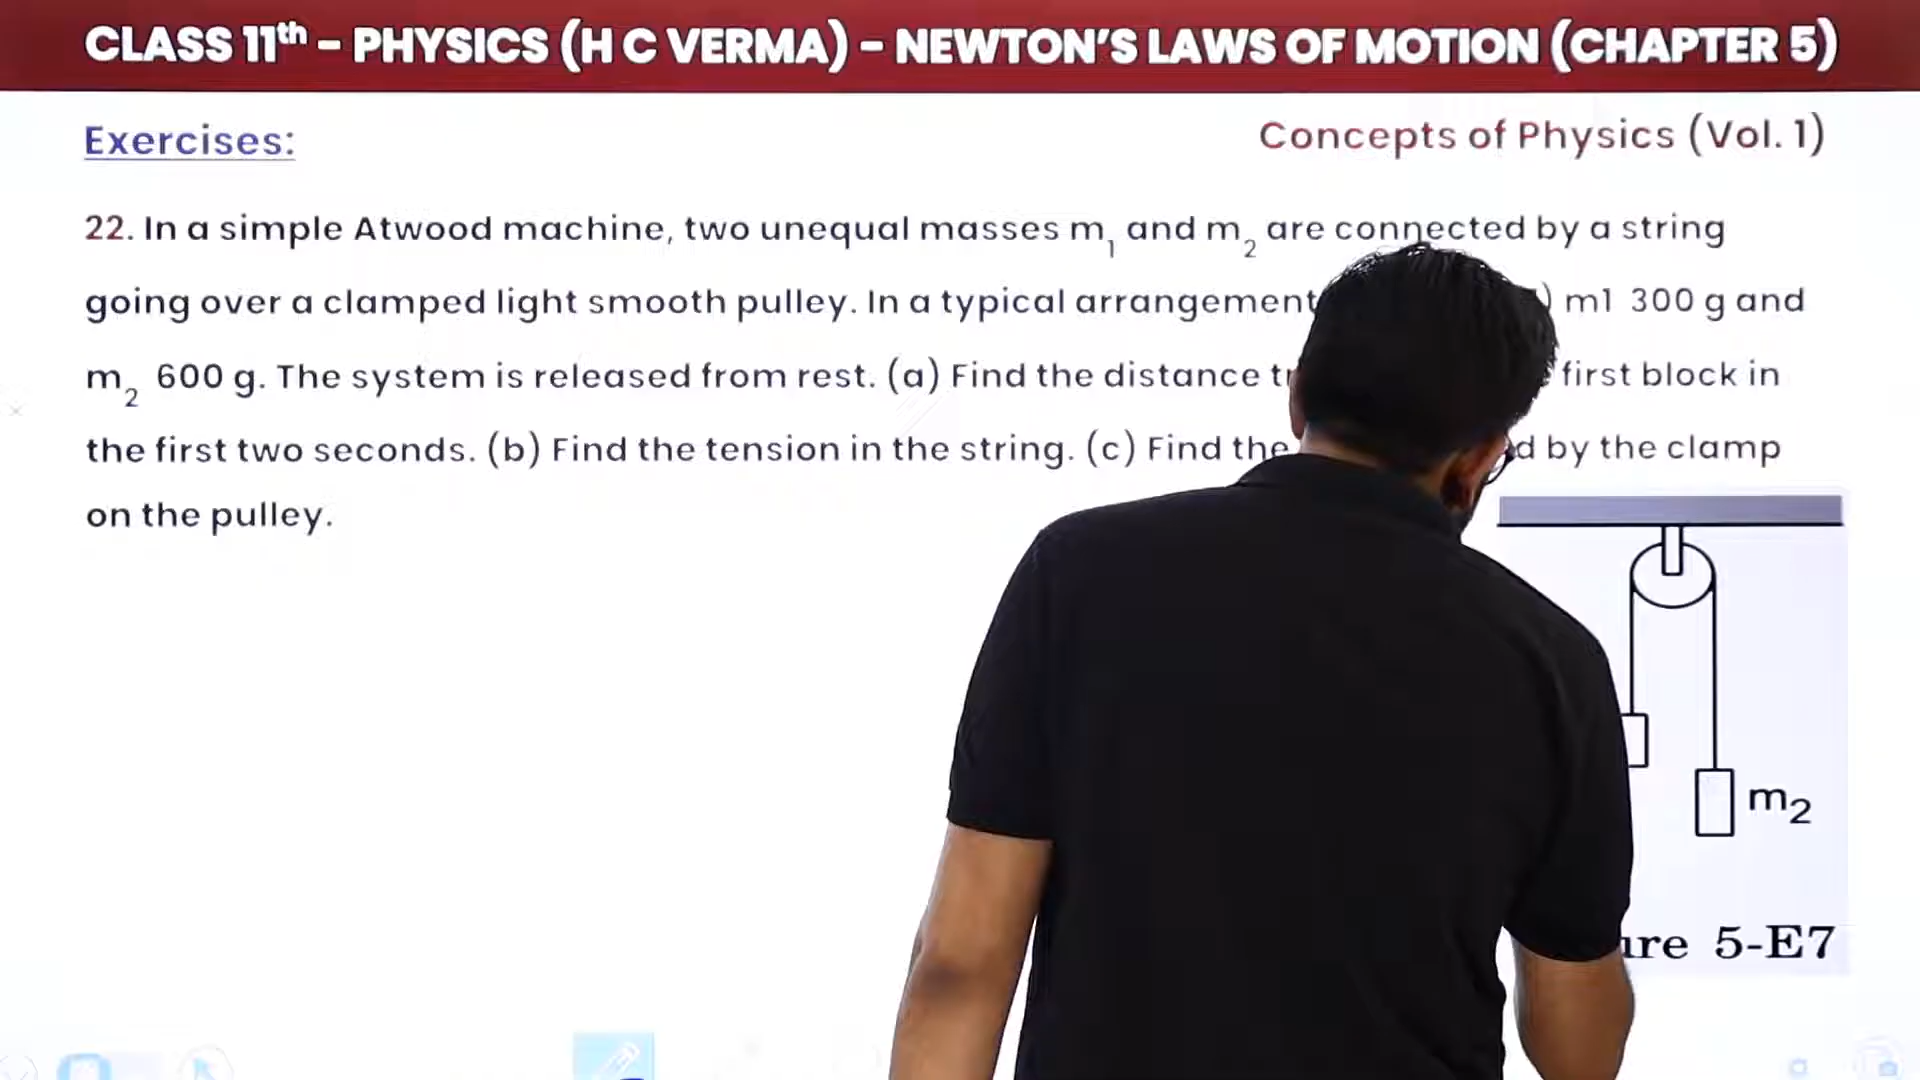 CLASS 11th – PHYSICS (H C VERMA) – NEWTON'S LAWS OF MOTION (CHAPTER 5)
Exercises:
Concepts of Physics (Vol. 1)
22. In a simple Atwood machine, two unequal masses m1 and m2 are connected by a string
going over a clamped light smooth pulley. In a typical arrangement ) m1 300 g and
m2 600 g. The system is released from rest. (a) Find the distance first block in
the first two seconds. (b) Find the tension in the string. (c) Find the by the clamp
on the pulley.
m2
5-E7